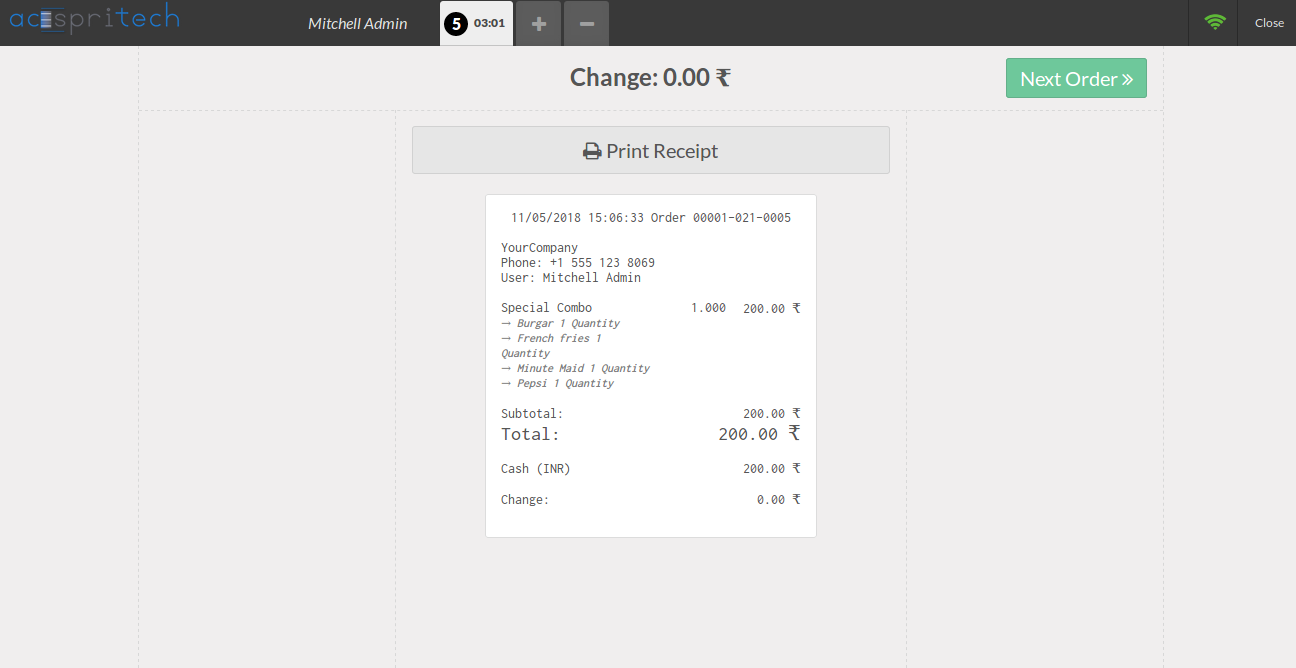 acespritech
Mitchell Admin
5 03:01
+
−
Close
Change: 0.00 ₹
Next Order »
Print Receipt
11/05/2018 15:06:33 Order 00001-021-0005
YourCompany
Phone: +1 555 123 8069
User: Mitchell Admin
Special Combo 1.000 200.00 ₹
→ Burgar 1 Quantity
→ French fries 1
Quantity
→ Minute Maid 1 Quantity
→ Pepsi 1 Quantity
Subtotal: 200.00 ₹
Total: 200.00 ₹
Cash (INR) 200.00 ₹
Change: 0.00 ₹